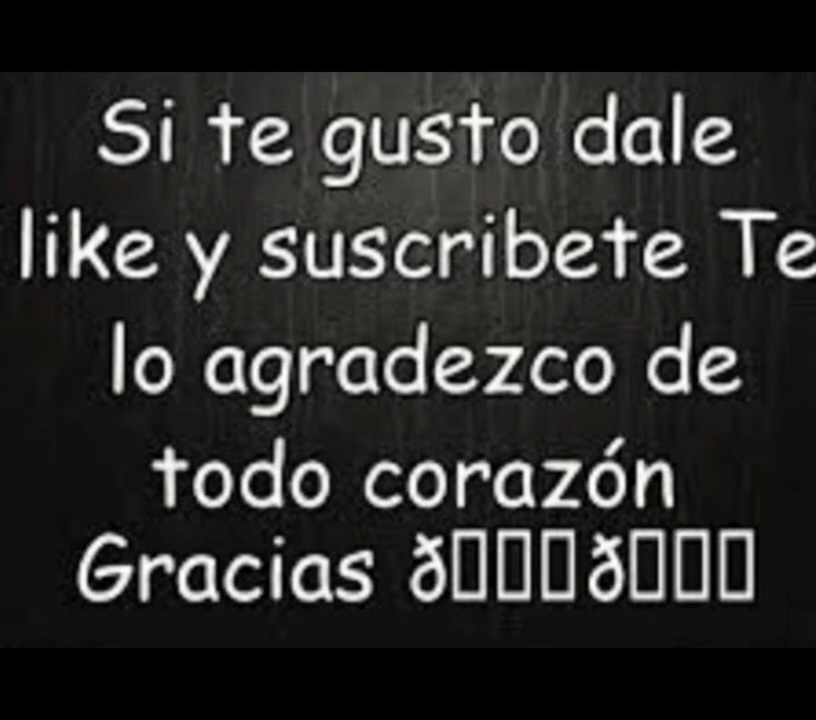 Si te gusto dale
like y suscribete Te
lo agradezco de
todo corazón
Gracias ð▯▯▯ð▯▯▯